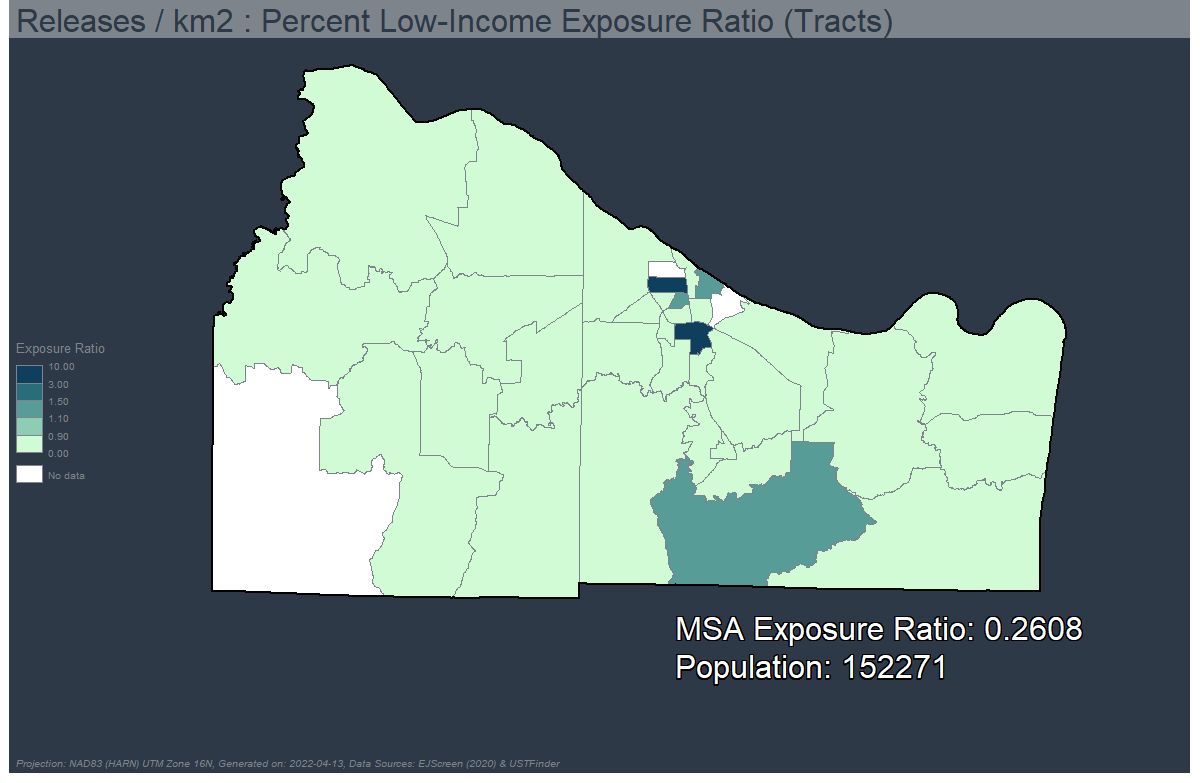 Releases / km2 : Percent Low-Income Exposure Ratio (Tracts)
Exposure Ratio
10.00
3.00
1.50
1.10
0.90
0.00
No data
MSA Exposure Ratio: 0.2608
Population: 152271
Projection: NAD83 (HARN) UTM Zone 16N, Generated on: 2022-04-13, Data Sources: EJScreen (2020) & USTFinder